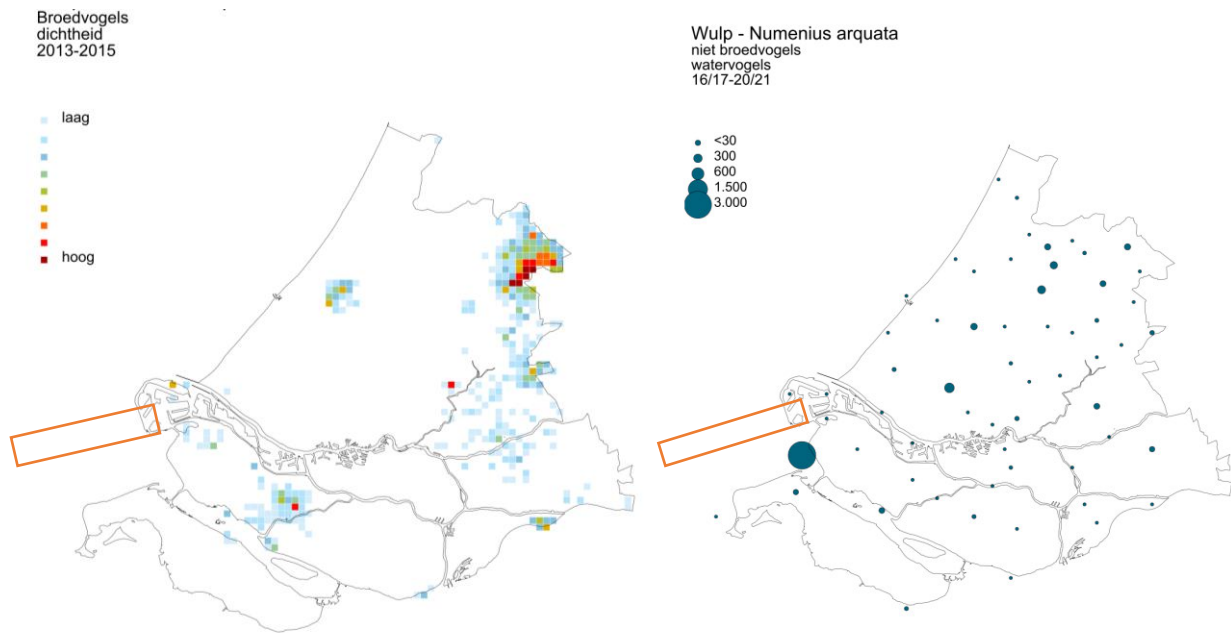 Broedvogels
dichtheid
2013-2015
laag
hoog
Wulp - Numenius arquata
niet broedvogels
watervogels
16/17-20/21
<30
300
600
1.500
3.000